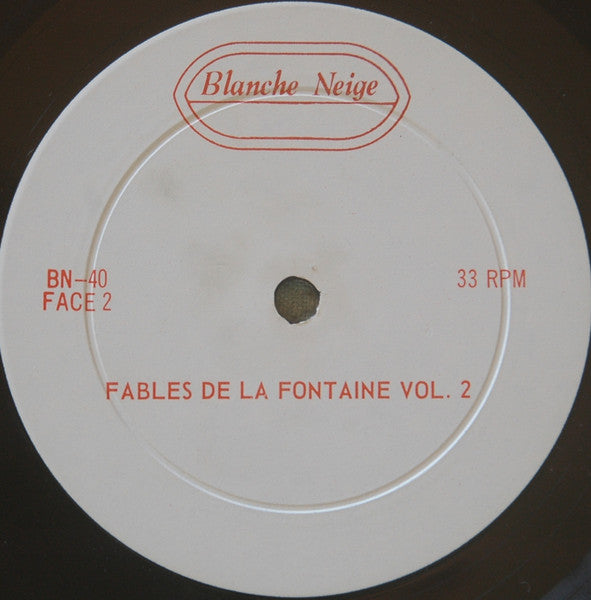 Blanche Neige
BN-40
FACE 2
33 RPM
FABLES DE LA FONTAINE VOL. 2